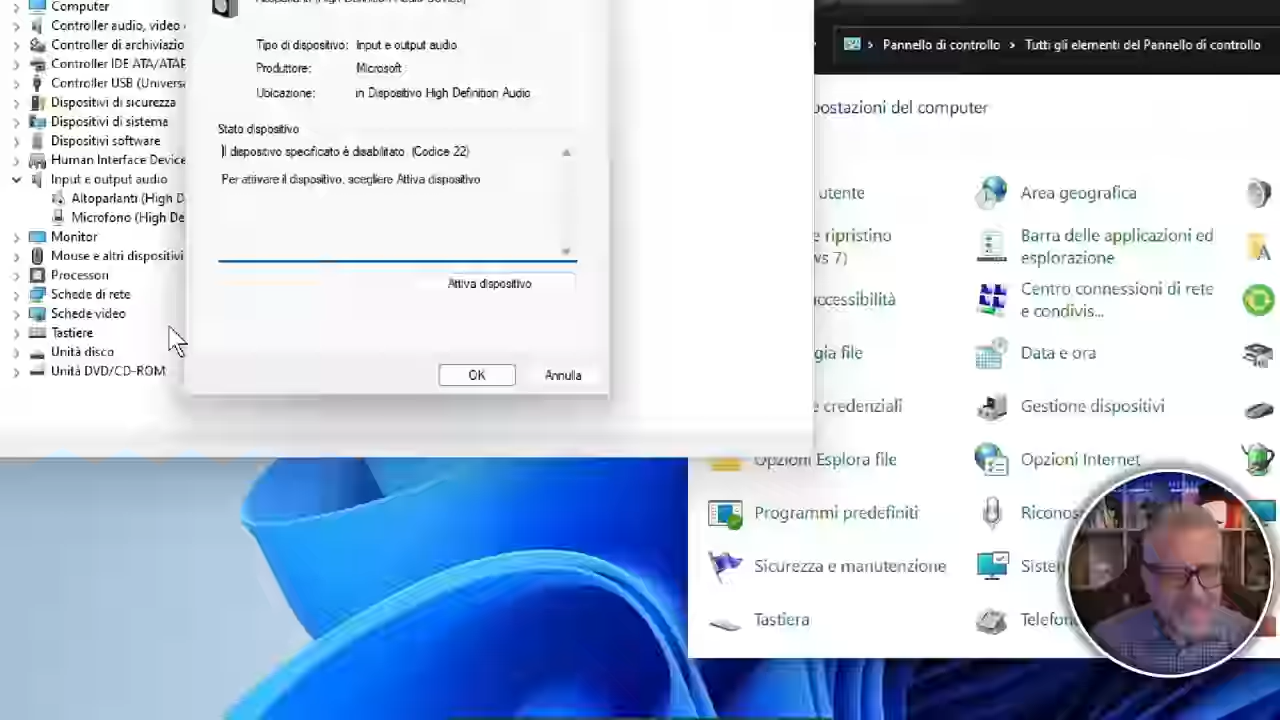 Computer
Controller audio, video
Controller di archiviazio
Controller IDE ATA/ATAF
Controller USB (Universa
Dispositivi di sicurezza
Dispositivi di sistema
Dispositivi software
Human Interface Device
Input e output audio
Altoparlanti (High D
Microfono (High De
Monitor
Mouse e altri dispositivi
Processori
Schede di rete
Schede video
Tastiere
Unità disco
Unità DVD/CD-ROM
Tipo di dispositivo: Input e output audio
Produttore: Microsoft
Ubicazione: in Dispositivo High Definition Audio
Stato dispositivo
Il dispositivo specificato è disabilitato. (Codice 22)
Per attivare il dispositivo, scegliere Attiva dispositivo
Attiva dispositivo
OK
Annulla
Pannello di controllo > Tutti gli elementi del Pannello di controllo
postazioni del computer
utente
Area geografica
e ripristino
vs 7)
Barra delle applicazioni ed
esplorazione
accessibilità
Centro connessioni di rete
e condivis...
gia file
Data e ora
e credenziali
Gestione dispositivi
Opzioni Esplora file
Opzioni Internet
Programmi predefiniti
Riconos
Sicurezza e manutenzione
Sisten
Tastiera
Telefon